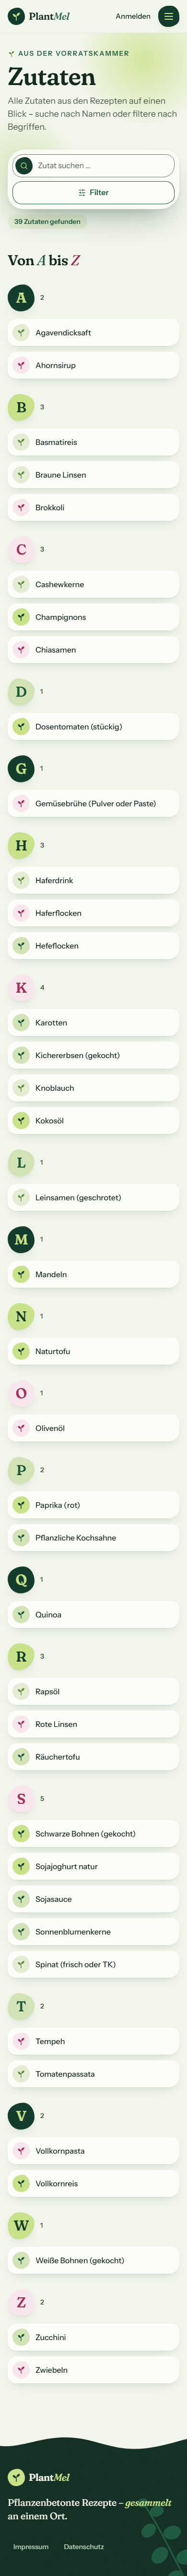 PlantMel
Anmelden
AUS DER VORRATSKAMMER
Zutaten
Alle Zutaten aus den Rezepten auf einen
Blick – suche nach Namen oder filtere nach
Begriffen.
Zutat suchen ...
Filter
39 Zutaten gefunden
Von A bis Z
A 2
Agavendicksaft
Ahornsirup
B 3
Basmatireis
Braune Linsen
Brokkoli
C 3
Cashewkerne
Champignons
Chiasamen
D 1
Dosentomaten (stückig)
G 1
Gemüsebrühe (Pulver oder Paste)
H 3
Haferdrink
Haferflocken
Hefeflocken
K 4
Karotten
Kichererbsen (gekocht)
Knoblauch
Kokosöl
L 1
Leinsamen (geschrotet)
M 1
Mandeln
N 1
Naturtofu
O 1
Olivenöl
P 2
Paprika (rot)
Pflanzliche Kochsahne
Q 1
Quinoa
R 3
Rapsöl
Rote Linsen
Räuchertofu
S 5
Schwarze Bohnen (gekocht)
Sojajoghurt natur
Sojasauce
Sonnenblumenkerne
Spinat (frisch oder TK)
T 2
Tempeh
Tomatenpassata
V 2
Vollkornpasta
Vollkornreis
W 1
Weiße Bohnen (gekocht)
Z 2
Zucchini
Zwiebeln
PlantMel
Pflanzenbetonte Rezepte – gesammelt
an einem Ort.
Impressum Datenschutz